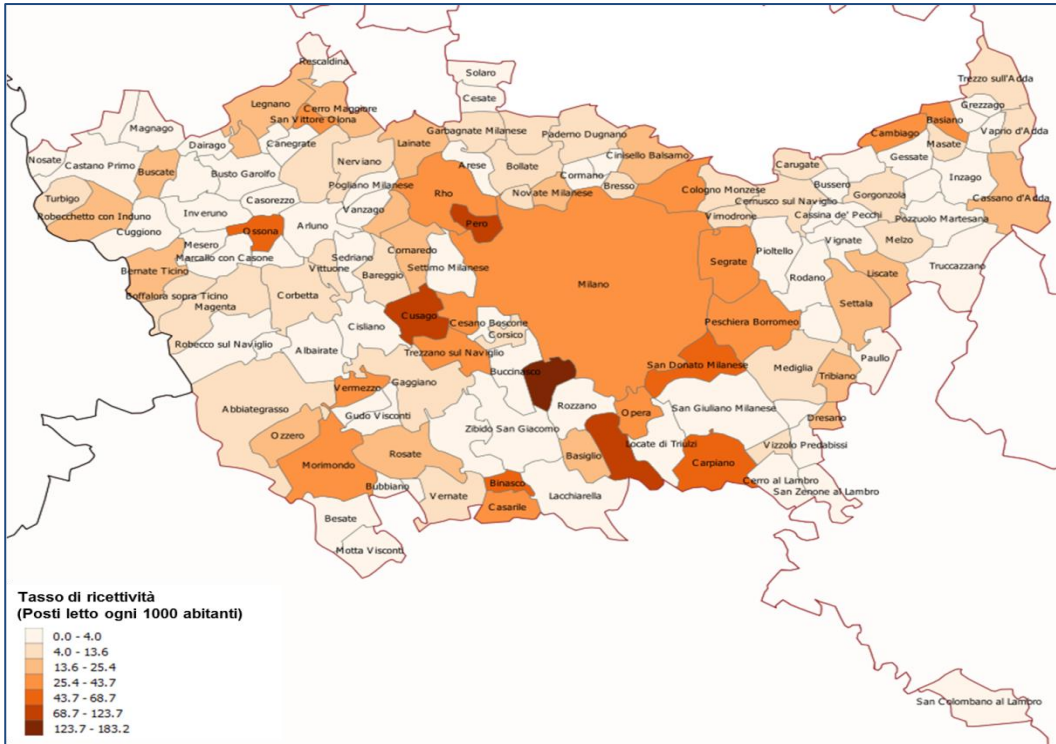 Rescaldina
Solaro
Cesate
Trezzo sull'Adda
Legnano
Cerro Maggiore
San Vittore Olona
Grezzago
Basiano
Magnago
Dairago
Canegrate
Garbagnate Milanese
Paderno Dugnano
Cambiago
Vaprio d'Adda
Masate
Nosate
Castano Primo
Nerviano
Lainate
Arese
Bollate
Cormano
Cinisello Balsamo
Gessate
Buscate
Busto Garolfo
Pogliano Milanese
Carugate
Bussero
Inzago
Turbigo
Casorezzo
Rho
Novate Milanese
Bresso
Cologno Monzese
Cernusco sul Naviglio
Gorgonzola
Cassano d'Adda
Robecchetto con Induno
Inveruno
Vanzago
Vimodrone
Cassina de' Pecchi
Pozzuolo Martesana
Cuggiono
Ossona
Arluno
Pero
Mesero
Marcallo con Casone
Sedriano
Cornaredo
Settimo Milanese
Pioltello
Vignate
Melzo
Bernate Ticino
Vittuone
Bareggio
Milano
Segrate
Rodano
Liscate
Truccazzano
Boffalora sopra Ticino
Magenta
Corbetta
Settala
Cusago
Cesano Boscone
Corsico
Peschiera Borromeo
Cisliano
Robecco sul Naviglio
Albairate
Trezzano sul Naviglio
Paullo
Buccinasco
San Donato Milanese
Mediglia
Tribiano
Vermezzo
Gaggiano
Abbiategrasso
Gudo Visconti
Rozzano
Opera
San Giuliano Milanese
Dresano
Ozzero
Zibido San Giacomo
Locate di Triulzi
Vizzolo Predabissi
Rosate
Basiglio
Morimondo
Carpiano
Bubbiano
Binasco
Cerro al Lambro
Vernate
Lacchiarella
San Zenone al Lambro
Casarile
Besate
Motta Visconti
San Colombano al Lambro
Tasso di ricettività
(Posti letto ogni 1000 abitanti)
0.0 - 4.0
4.0 - 13.6
13.6 - 25.4
25.4 - 43.7
43.7 - 68.7
68.7 - 123.7
123.7 - 183.2